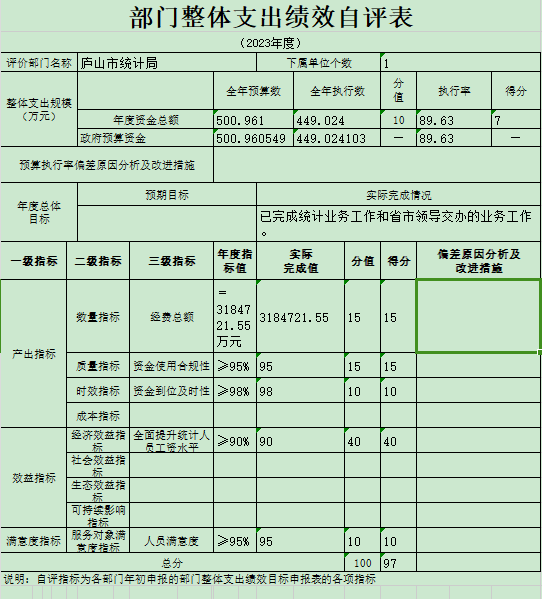 部门整体支出绩效自评表
（2023年度）
评价部门名称 庐山市统计局 下属单位个数 1
整体支出规模（万元） 全年预算数 全年执行数 分值 执行率 得分
年度资金总额 500.961 449.024 10 89.63 7
政府预算资金 500.960549 449.024103 — 89.63 —
预算执行率偏差原因分析及改进措施
年度总体目标 预期目标 实际完成情况
已完成统计业务工作和省市领导交办的业务工作。
一级指标 二级指标 三级指标 年度指标值 实际完成值 分值 得分 偏差原因分析及改进措施
产出指标 数量指标 经费总额 ＝3184721.55万元 3184721.55 15 15
质量指标 资金使用合规性 ≥95% 95 15 15
时效指标 资金到位及时性 ≥98% 98 10 10
成本指标
效益指标 经济效益指标 全面提升统计人员工资水平 ≥90% 90 40 40
社会效益指标
生态效益指标
可持续影响指标
满意度指标 服务对象满意度指标 人员满意度 ≥95% 95 10 10
总分 100 97
说明：自评指标为各部门年初申报的部门整体支出绩效目标申报表的各项指标